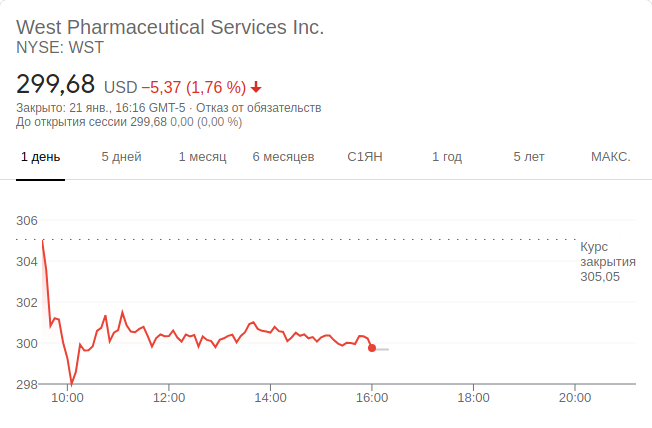 West Pharmaceutical Services Inc.
NYSE: WST
299,68 USD −5,37 (1,76 %)
Закрыто: 21 янв., 16:16 GMT-5 · Отказ от обязательств
До открытия сессии 299,68 0,00 (0,00 %)
1 день 5 дней 1 месяц 6 месяцев С1ЯН 1 год 5 лет МАКС.
306
304
302
300
298
Курс
закрытия
305,05
10:00 12:00 14:00 16:00 18:00 20:00